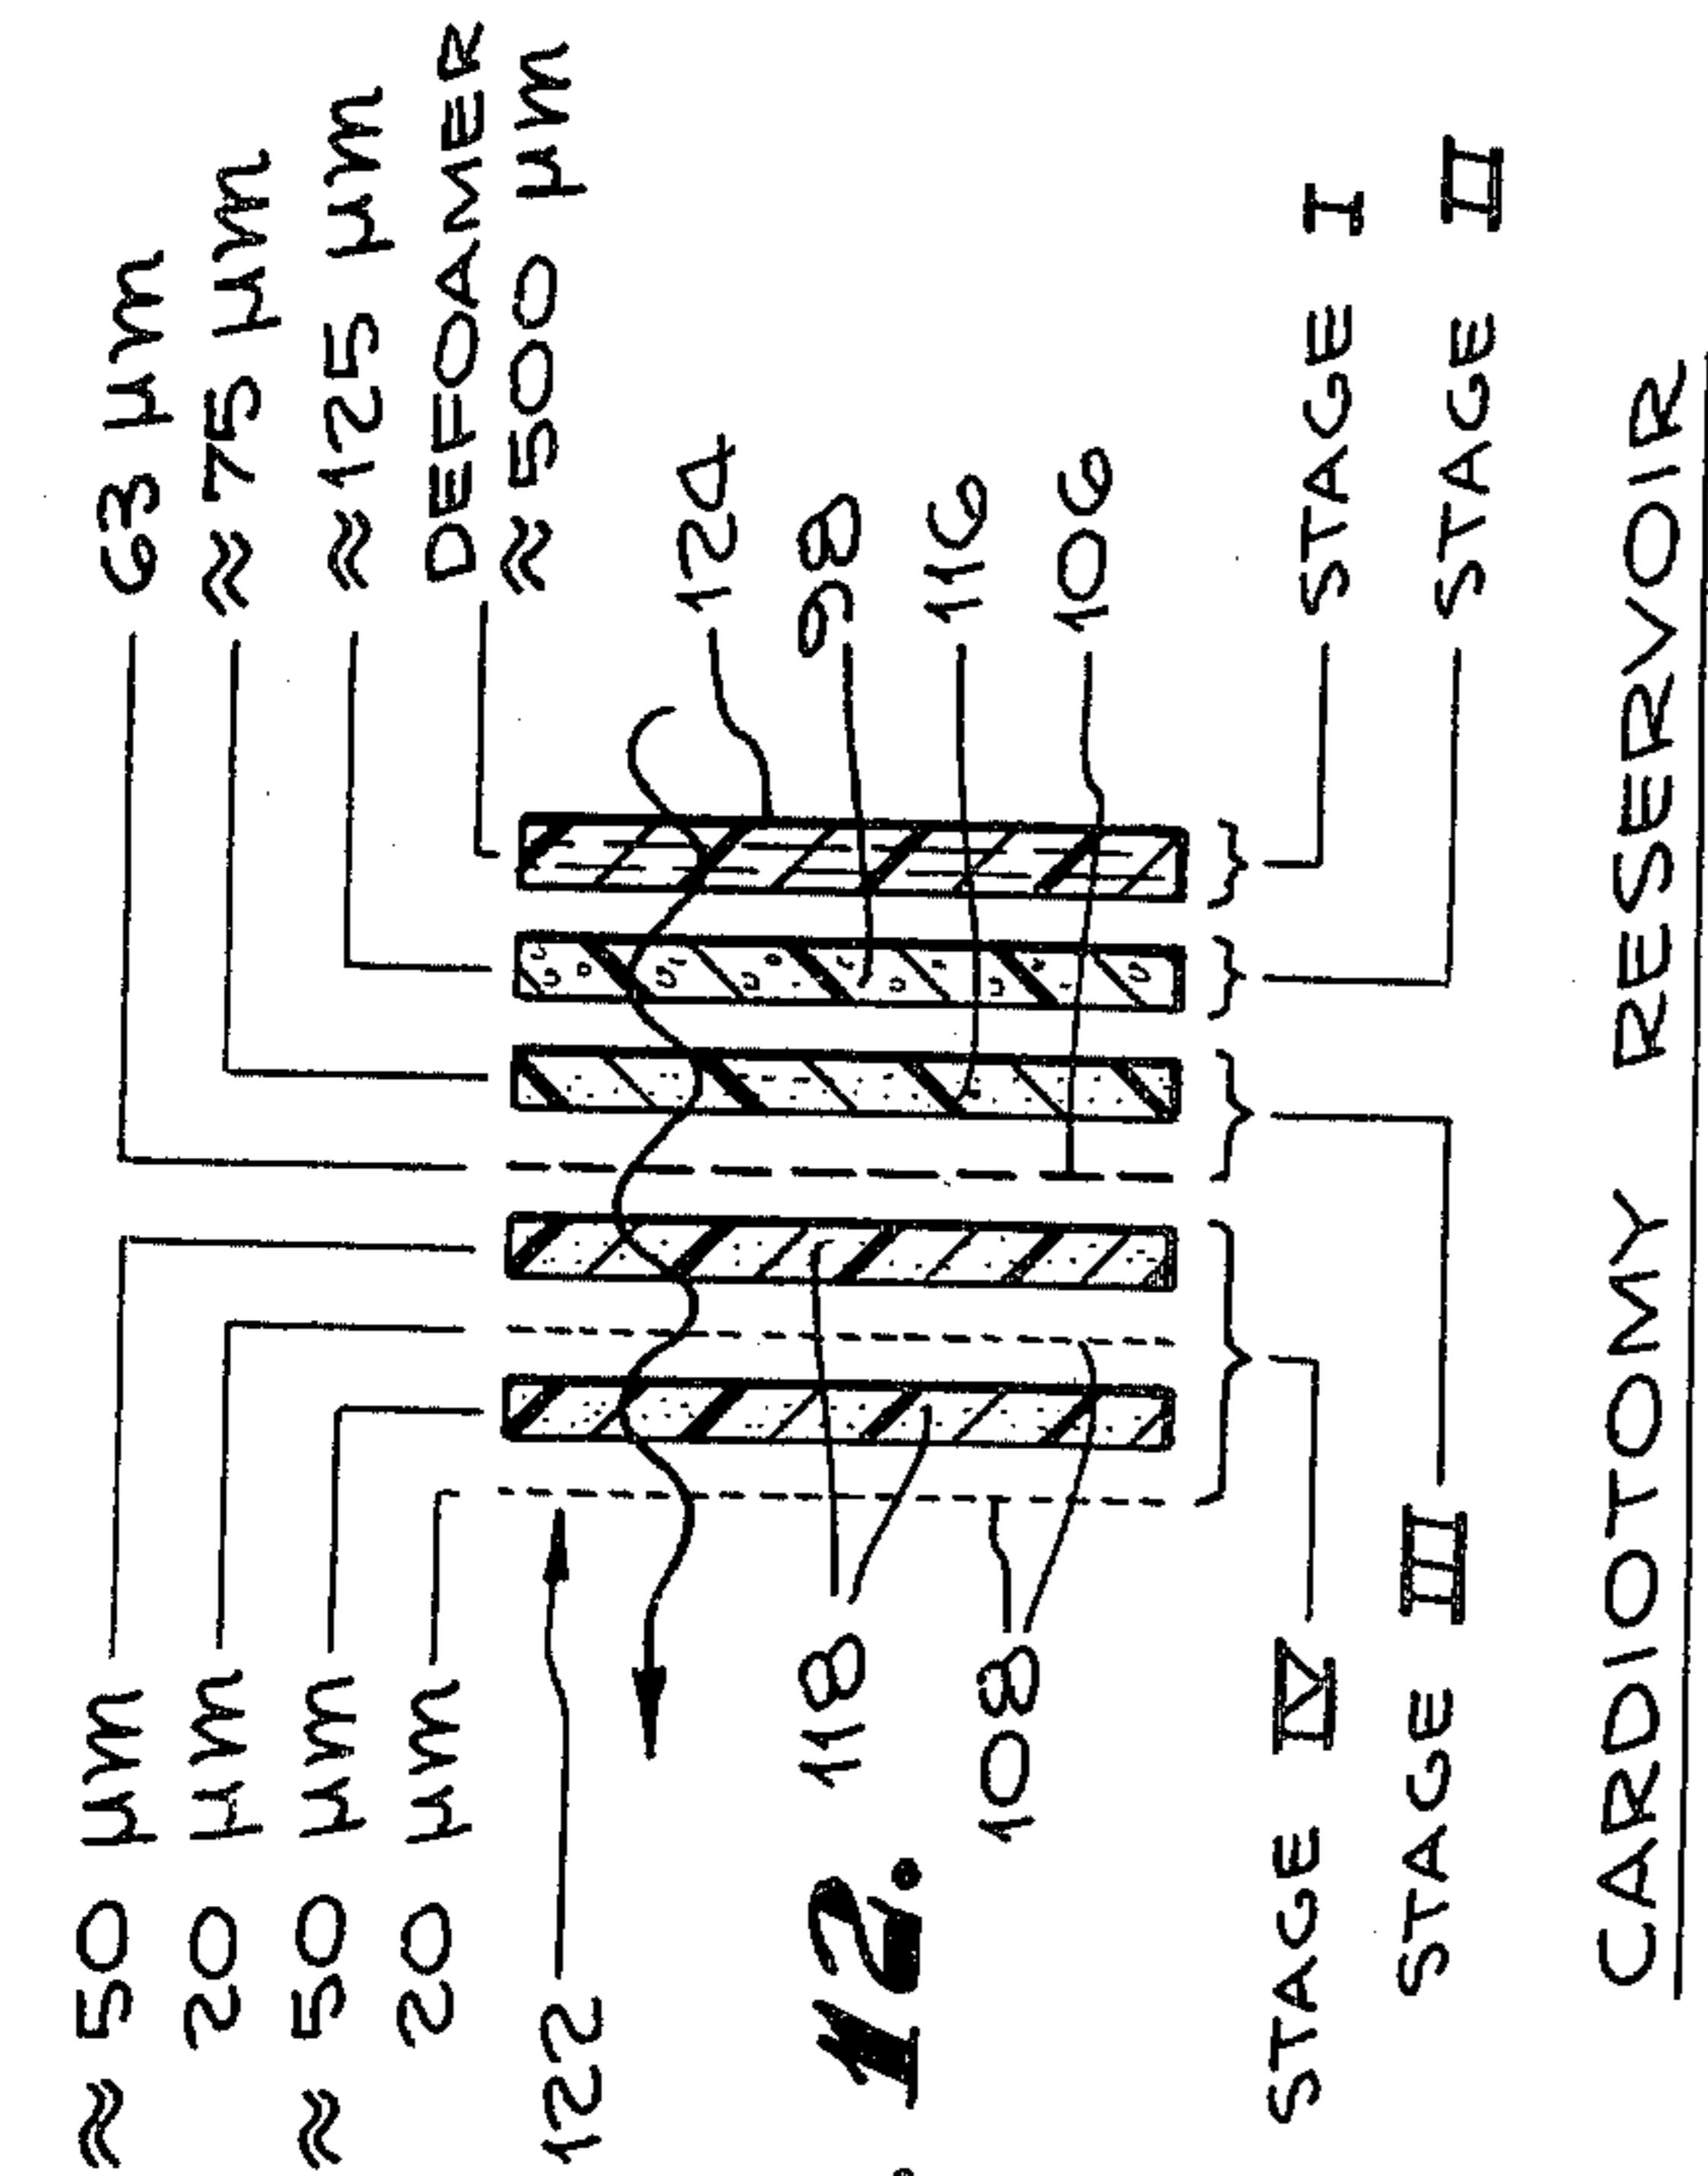 63 µm
≈ 75 µm
≈ 125 µm
DEFOAMER
≈ 500 µm
124
98
116
106
STAGE I
STAGE II
≈ 50 µm
20 µm
≈ 50 µm
20 µm
122
118
108
12.
STAGE IV
STAGE III
CARDIOTOMY RESERVOIR